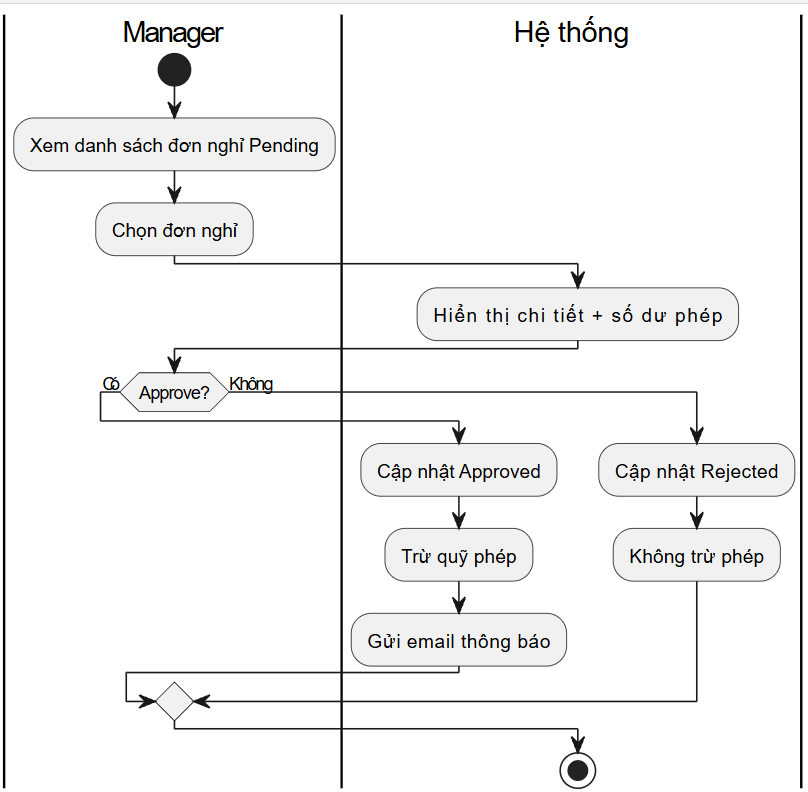 Manager
Hệ thống
Xem danh sách đơn nghỉ Pending
Chọn đơn nghỉ
Hiển thị chi tiết + số dư phép
Có
Approve?
Không
Cập nhật Approved
Cập nhật Rejected
Trừ quỹ phép
Không trừ phép
Gửi email thông báo